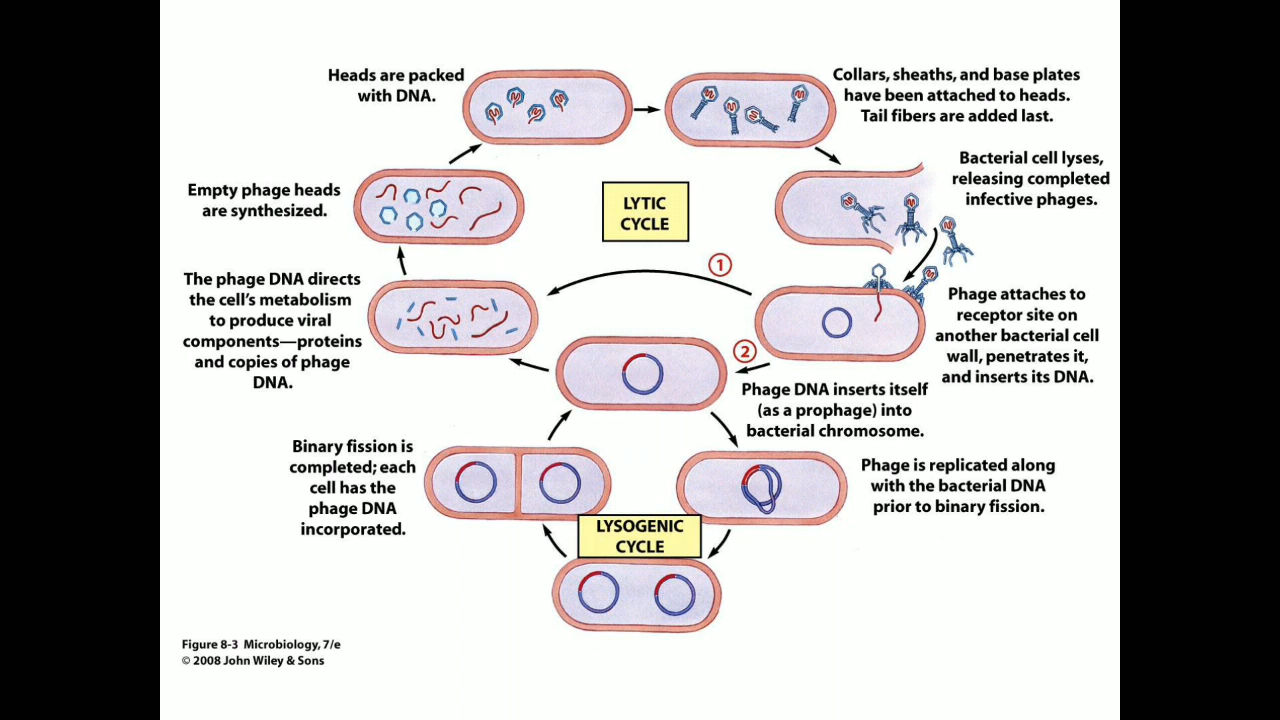 Heads are packed
with DNA.
Collars, sheaths, and base plates
have been attached to heads.
Tail fibers are added last.
Bacterial cell lyses,
releasing completed
infective phages.
Empty phage heads
are synthesized.
LYTIC
CYCLE
1
The phage DNA directs
the cell's metabolism
to produce viral
components—proteins
and copies of phage
DNA.
Phage attaches to
receptor site on
another bacterial cell
wall, penetrates it,
and inserts its DNA.
2
Phage DNA inserts itself
(as a prophage) into
bacterial chromosome.
Binary fission is
completed; each
cell has the
phage DNA
incorporated.
Phage is replicated along
with the bacterial DNA
prior to binary fission.
LYSOGENIC
CYCLE
Figure 8-3 Microbiology, 7/e
© 2008 John Wiley & Sons